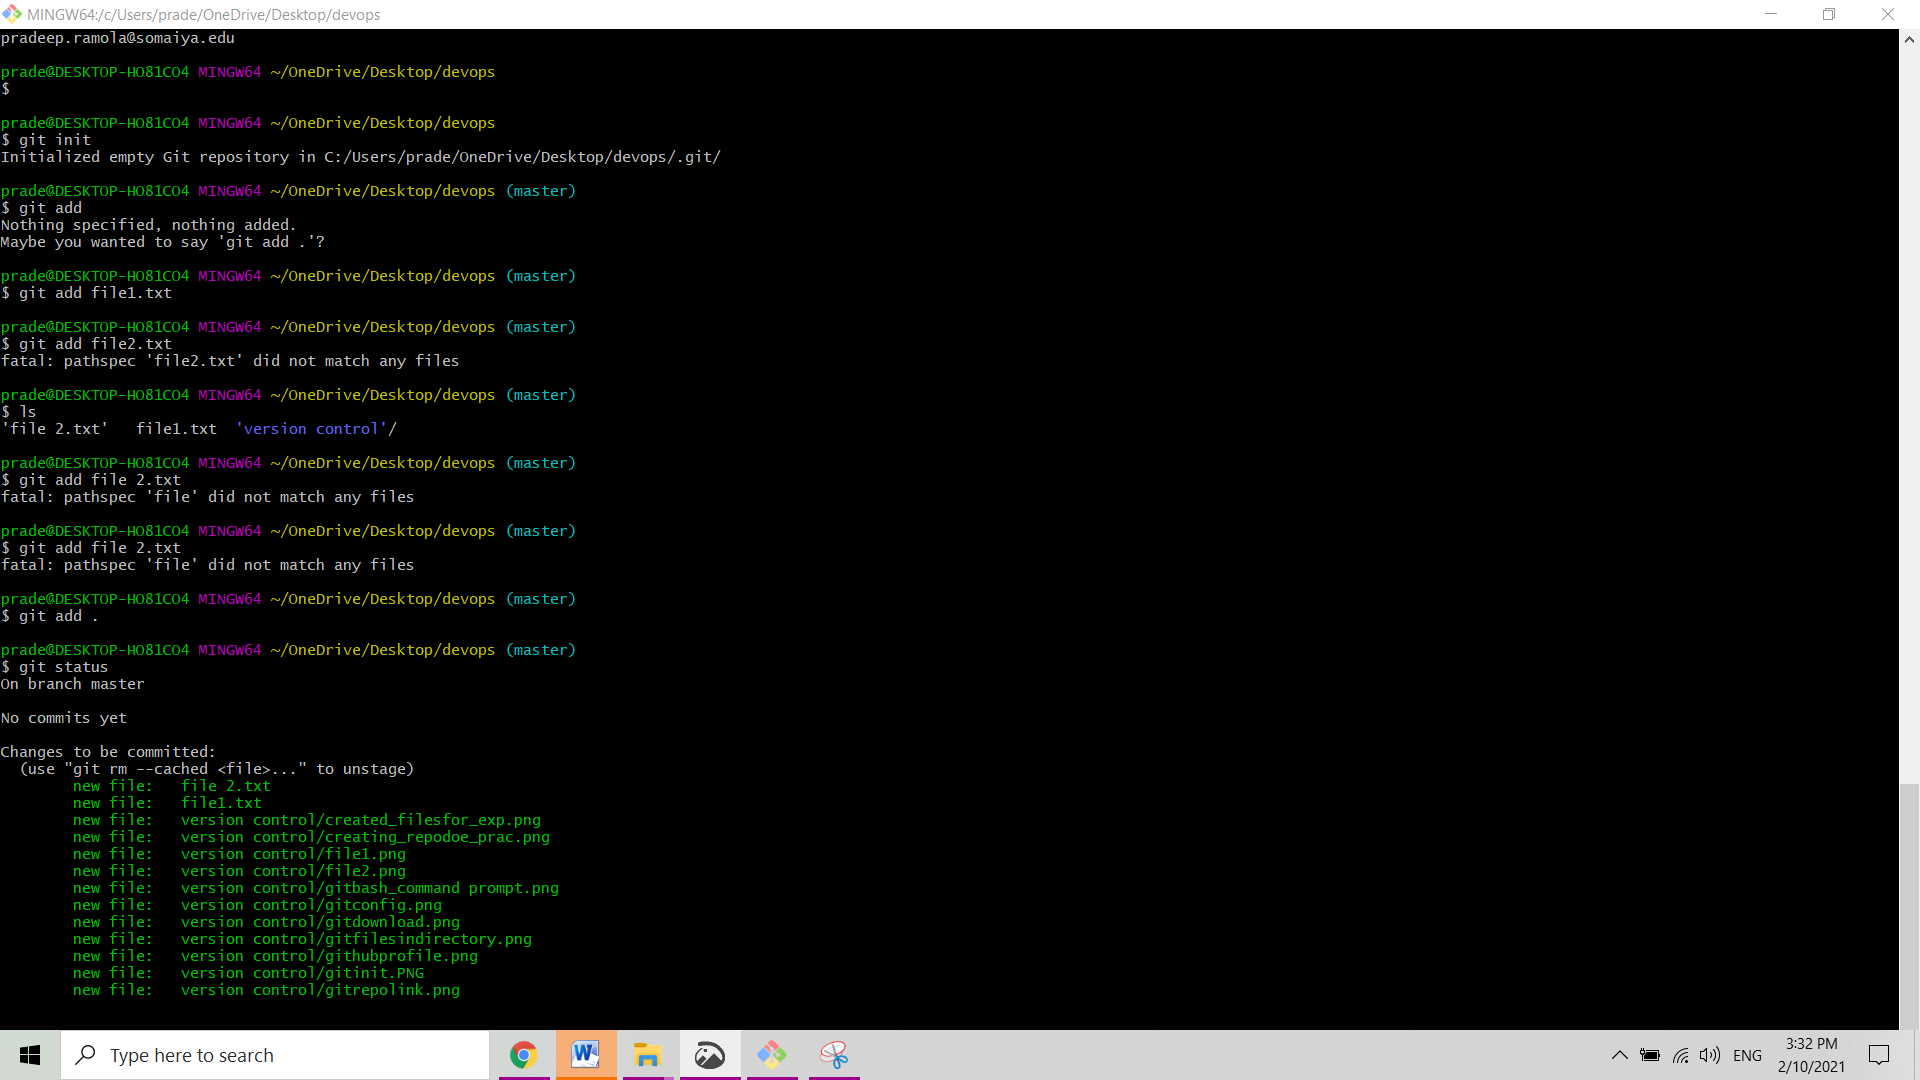 MINGW64:/c/Users/prade/OneDrive/Desktop/devops
pradeep.ramola@somaiya.edu
prade@DESKTOP-HO81CO4 MINGW64 ~/OneDrive/Desktop/devops
$
prade@DESKTOP-HO81CO4 MINGW64 ~/OneDrive/Desktop/devops
$ git init
Initialized empty Git repository in C:/Users/prade/OneDrive/Desktop/devops/.git/
prade@DESKTOP-HO81CO4 MINGW64 ~/OneDrive/Desktop/devops (master)
$ git add
Nothing specified, nothing added.
Maybe you wanted to say 'git add .'?
prade@DESKTOP-HO81CO4 MINGW64 ~/OneDrive/Desktop/devops (master)
$ git add file1.txt
prade@DESKTOP-HO81CO4 MINGW64 ~/OneDrive/Desktop/devops (master)
$ git add file2.txt
fatal: pathspec 'file2.txt' did not match any files
prade@DESKTOP-HO81CO4 MINGW64 ~/OneDrive/Desktop/devops (master)
$ ls
'file 2.txt'   file1.txt  'version control'/
prade@DESKTOP-HO81CO4 MINGW64 ~/OneDrive/Desktop/devops (master)
$ git add file 2.txt
fatal: pathspec 'file' did not match any files
prade@DESKTOP-HO81CO4 MINGW64 ~/OneDrive/Desktop/devops (master)
$ git add file 2.txt
fatal: pathspec 'file' did not match any files
prade@DESKTOP-HO81CO4 MINGW64 ~/OneDrive/Desktop/devops (master)
$ git add .
prade@DESKTOP-HO81CO4 MINGW64 ~/OneDrive/Desktop/devops (master)
$ git status
On branch master
No commits yet
Changes to be committed:
  (use "git rm --cached <file>..." to unstage)
        new file:   file 2.txt
        new file:   file1.txt
        new file:   version control/created_filesfor_exp.png
        new file:   version control/creating_repodoe_prac.png
        new file:   version control/file1.png
        new file:   version control/file2.png
        new file:   version control/gitbash_command prompt.png
        new file:   version control/gitconfig.png
        new file:   version control/gitdownload.png
        new file:   version control/gitfilesindirectory.png
        new file:   version control/githubprofile.png
        new file:   version control/gitinit.PNG
        new file:   version control/gitrepolink.png
Type here to search
W
ENG
3:32 PM
2/10/2021